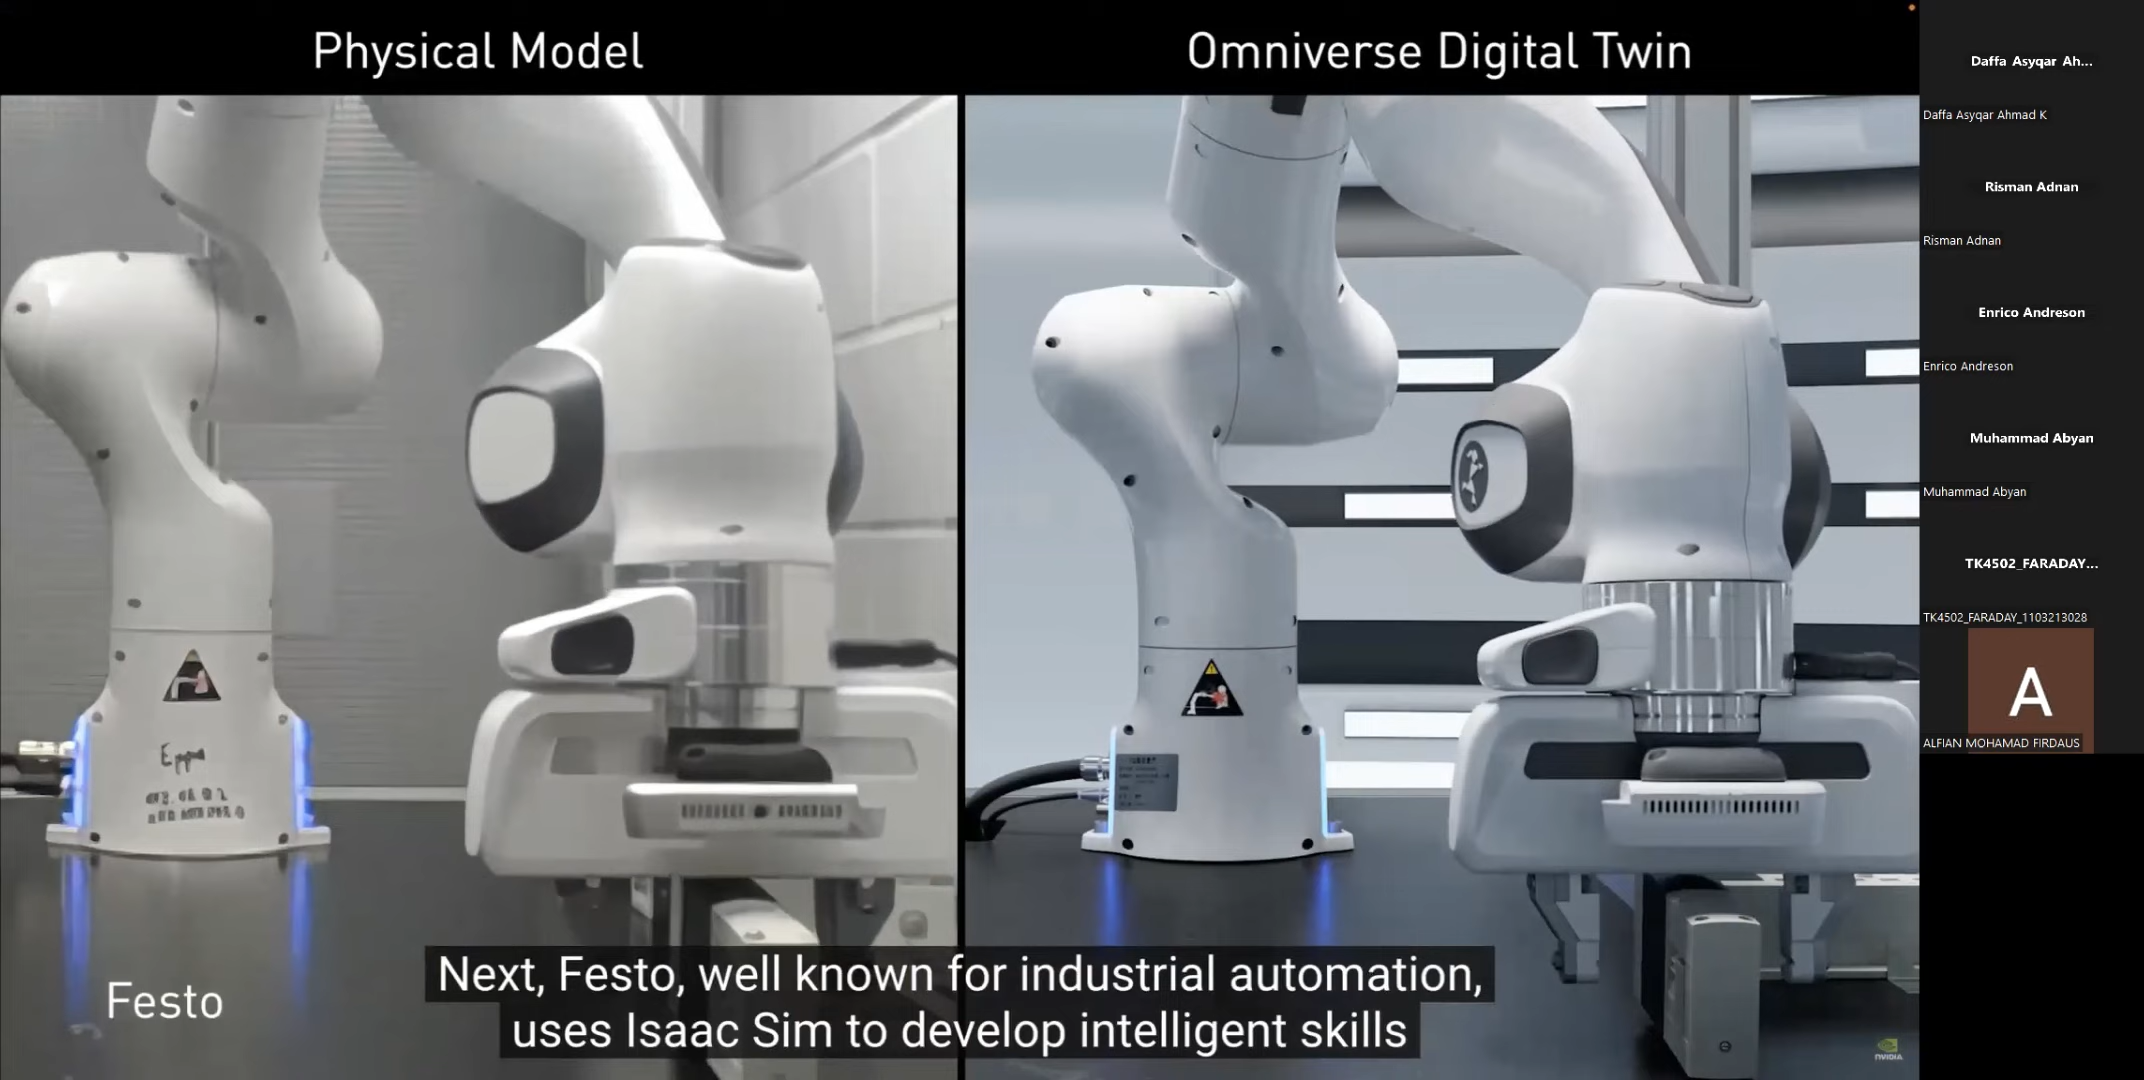 Physical Model
Omniverse Digital Twin
Festo
Next, Festo, well known for industrial automation,
uses Isaac Sim to develop intelligent skills
NVIDIA
Daffa Asyqar Ah...
Daffa Asyqar Ahmad K
Risman Adnan
Risman Adnan
Enrico Andreson
Enrico Andreson
Muhammad Abyan
Muhammad Abyan
TK4502_FARADAY...
TK4502_FARADAY_1103213028
A
ALFIAN MOHAMAD FIRDAUS